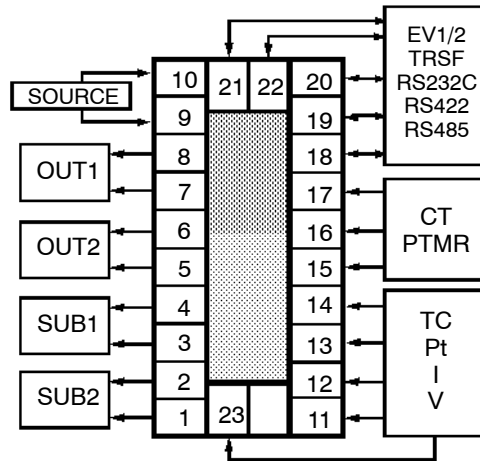 EV1/2
TRSF
RS232C
RS422
RS485
10 21 22 20
SOURCE
9 19
OUT1
8 18
7 17
CT
PTMR
OUT2
6 16
5 15
4 14
SUB1
3 13
TC
Pt
I
V
2 12
SUB2
1 23 11